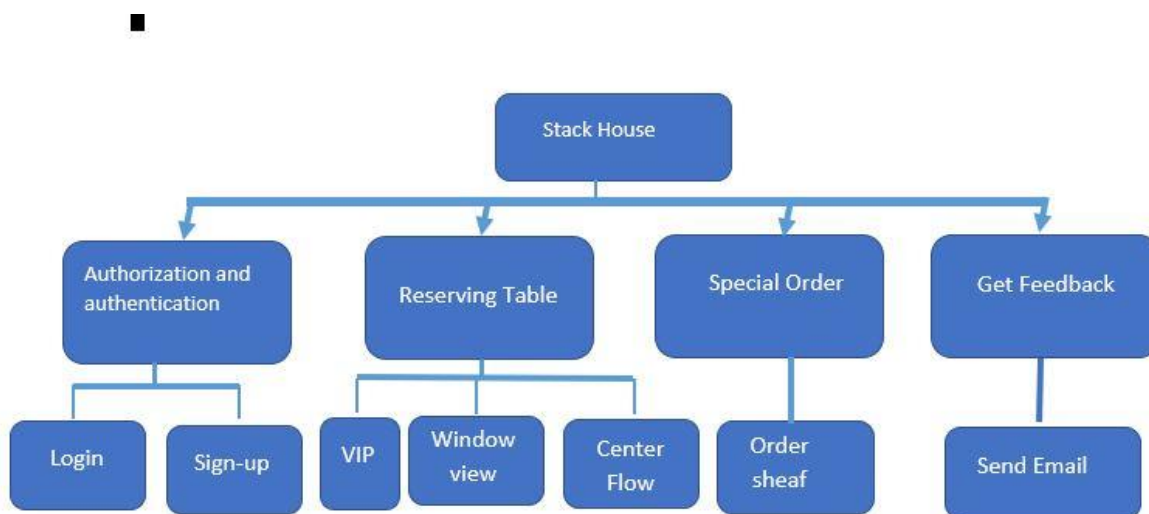 Stack House
Authorization and
authentication
Reserving Table
Special Order
Get Feedback
Login
Sign-up
VIP
Window
view
Center
Flow
Order
sheaf
Send Email